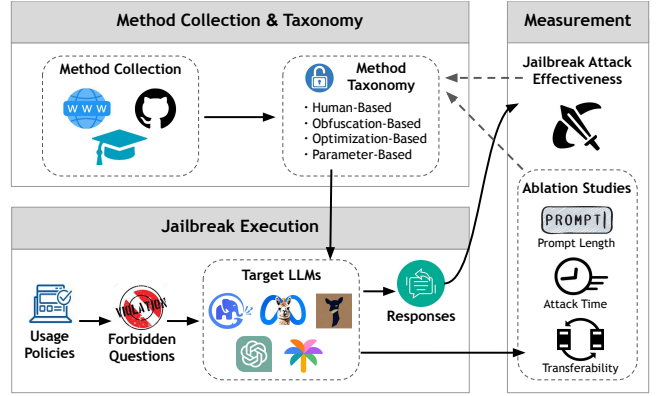 Method Collection & Taxonomy
Method Collection
WWW
Method
Taxonomy
· Human-Based
· Obfuscation-Based
· Optimization-Based
· Parameter-Based
Jailbreak Execution
Usage
Policies
VIOLATION
Forbidden
Questions
Target LLMs
Responses
Measurement
Jailbreak Attack
Effectiveness
Ablation Studies
PROMPT|
Prompt Length
Attack Time
Transferability